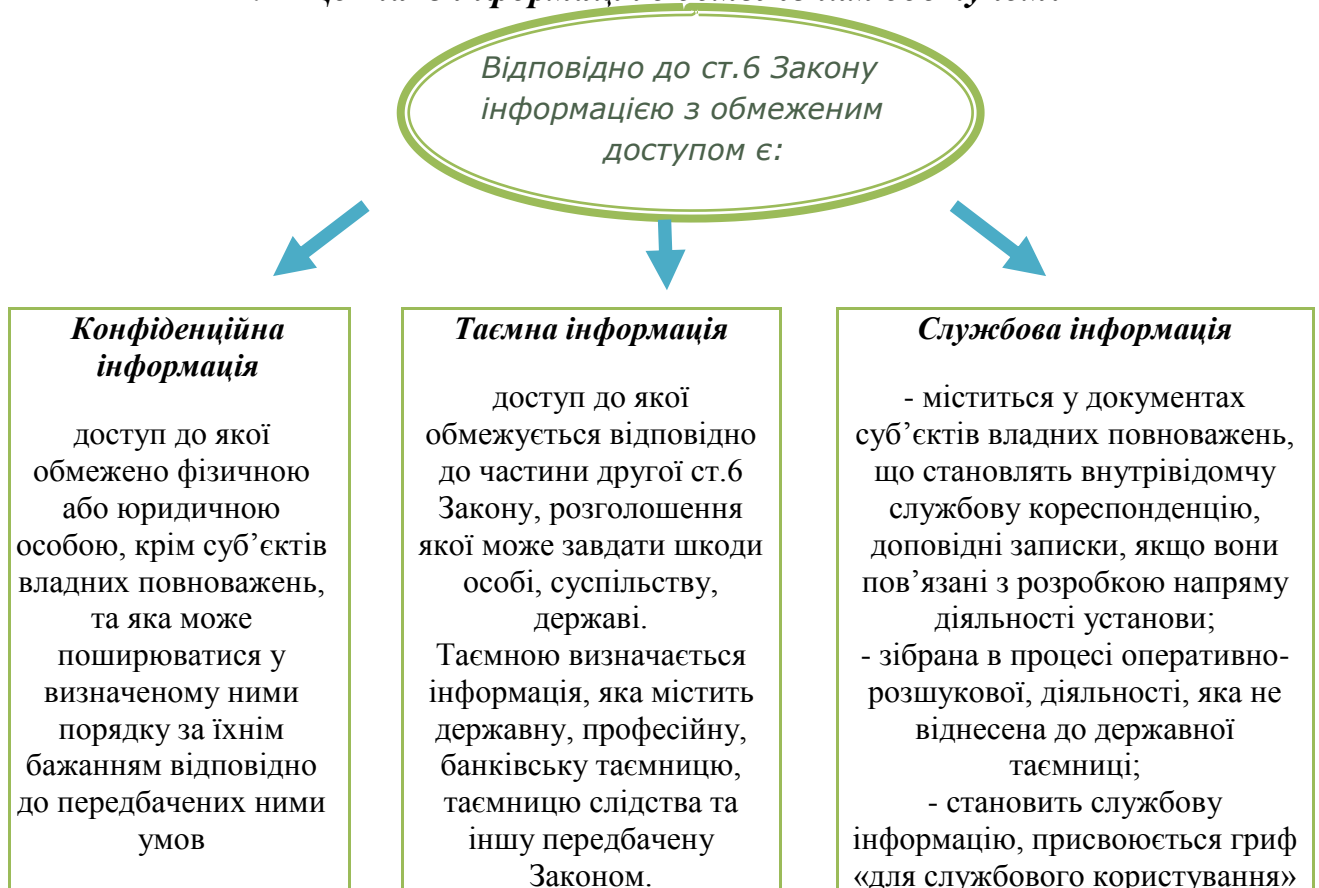 Відповідно до ст.6 Закону
інформацією з обмеженим
доступом є:
Конфіденційна
інформація
доступ до якої
обмежено фізичною
або юридичною
особою, крім суб’єктів
владних повноважень,
та яка може
поширюватися у
визначеному ними
порядку за їхнім
бажанням відповідно
до передбачених ними
умов
Таємна інформація
доступ до якої
обмежується відповідно
до частини другої ст.6
Закону, розголошення
якої може завдати шкоди
особі, суспільству,
державі.
Таємною визначається
інформація, яка містить
державну, професійну,
банківську таємницю,
таємницю слідства та
іншу передбачену
Законом.
Службова інформація
- міститься у документах
суб’єктів владних повноважень,
що становлять внутрівідомчу
службову кореспонденцію,
доповідні записки, якщо вони
пов’язані з розробкою напряму
діяльності установи;
- зібрана в процесі оперативно-
розшукової, діяльності, яка не
віднесена до державної
таємниці;
- становить службову
інформацію, присвоюється гриф
«для службового користування»